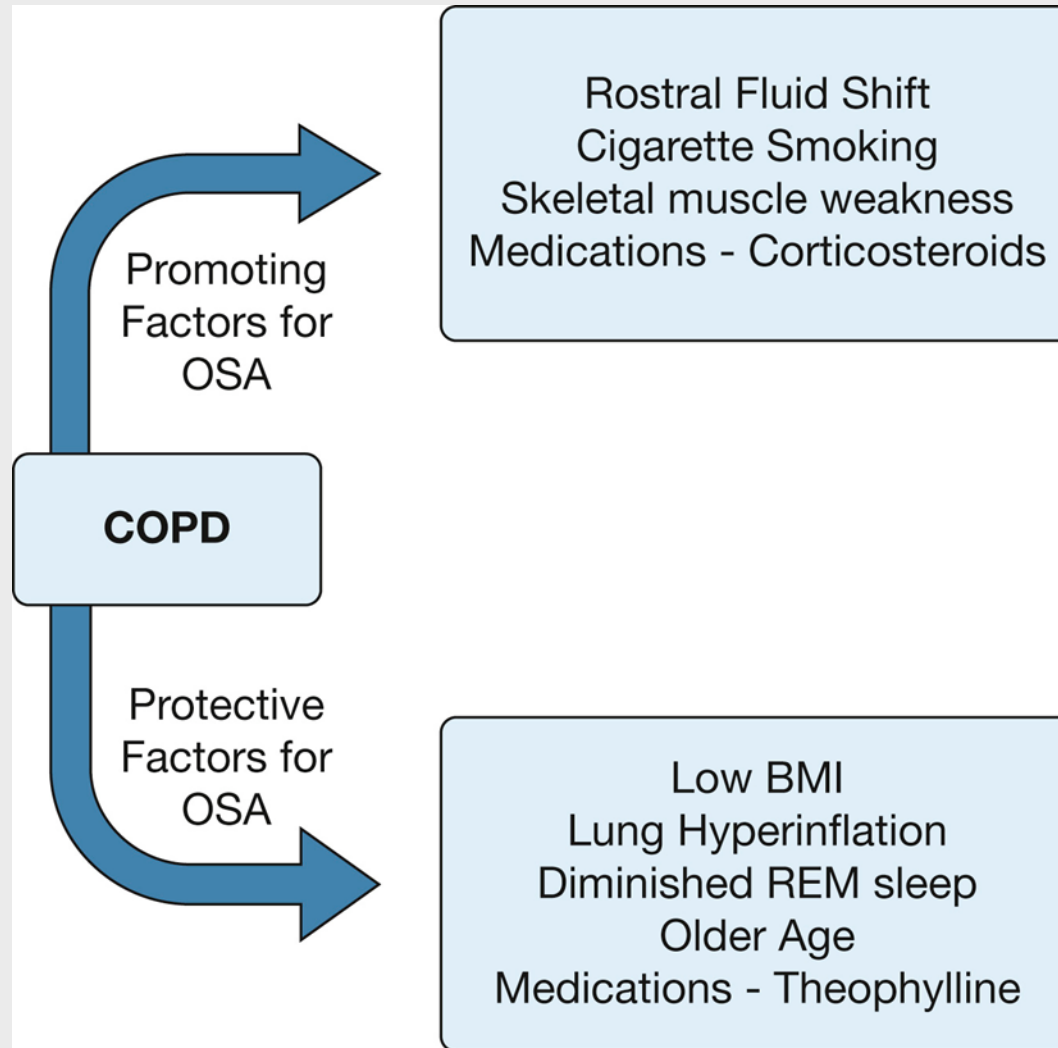 Rostral Fluid Shift
Cigarette Smoking
Skeletal muscle weakness
Medications - Corticosteroids
Promoting
Factors for
OSA
COPD
Protective
Factors for
OSA
Low BMI
Lung Hyperinflation
Diminished REM sleep
Older Age
Medications - Theophylline